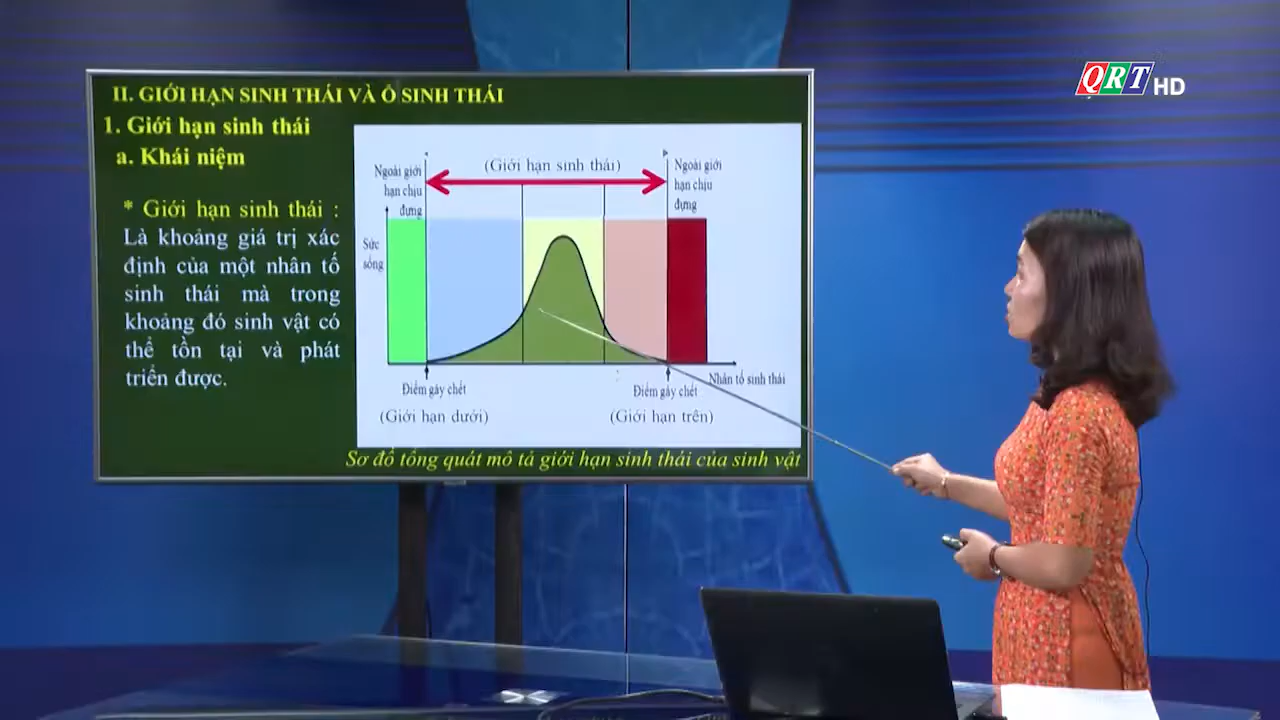 QRT HD
II. GIỚI HẠN SINH THÁI VÀ Ổ SINH THÁI
1. Giới hạn sinh thái
a. Khái niệm
* Giới hạn sinh thái :
Là khoảng giá trị xác
định của một nhân tố
sinh thái mà trong
khoảng đó sinh vật có
thể tồn tại và phát
triển được.
Ngoài giới
hạn chịu
đựng
(Giới hạn sinh thái)
Ngoài giới
hạn chịu
đựng
Sức
sống
Điểm gây chết
(Giới hạn dưới)
Điểm gây chết
(Giới hạn trên)
Nhân tố sinh thái
Sơ đồ tổng quát mô tả giới hạn sinh thái của sinh vật